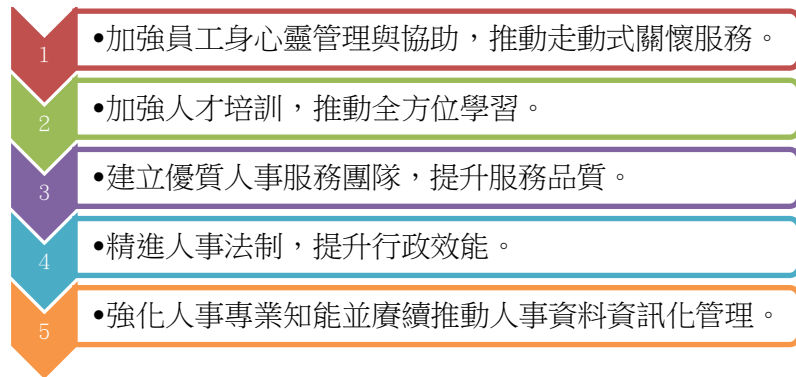 1
•加強員工身心靈管理與協助，推動走動式關懷服務。
2
•加強人才培訓，推動全方位學習。
3
•建立優質人事服務團隊，提升服務品質。
4
•精進人事法制，提升行政效能。
5
•強化人事專業知能並賡續推動人事資料資訊化管理。